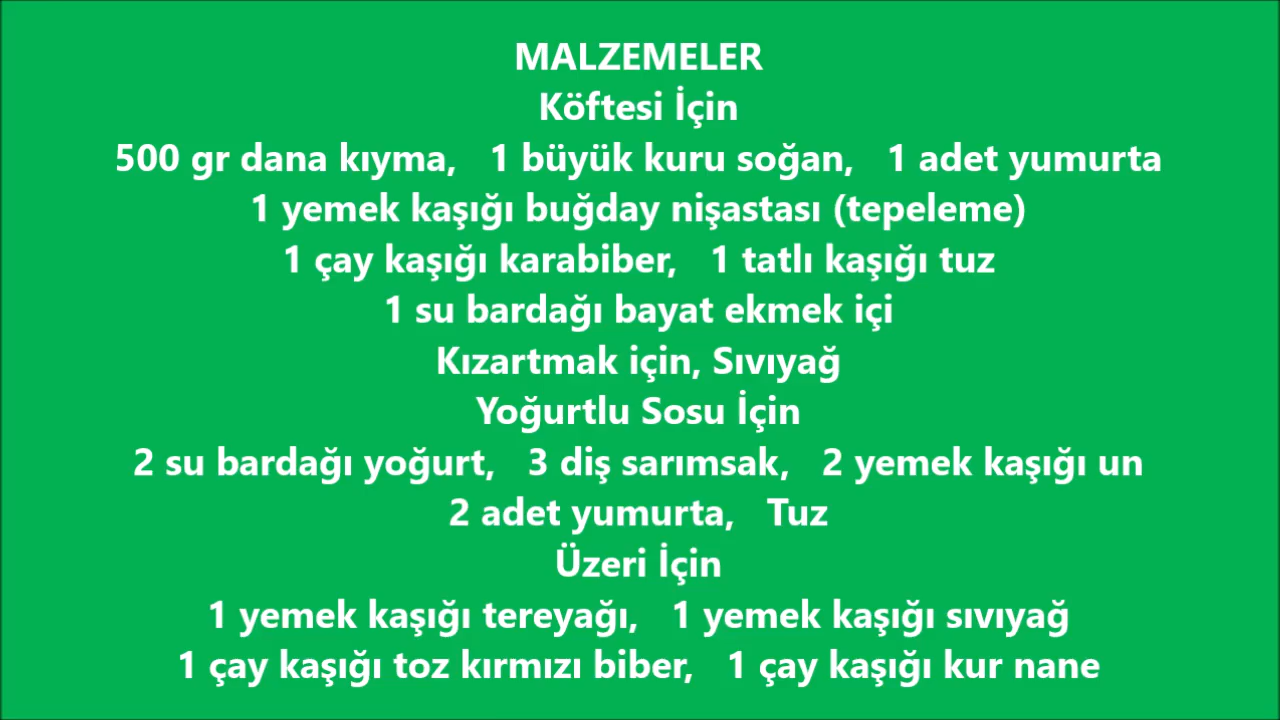 MALZEMELER
Köftesi İçin
500 gr dana kıyma, 1 büyük kuru soğan, 1 adet yumurta
1 yemek kaşığı buğday nişastası (tepeleme)
1 çay kaşığı karabiber, 1 tatlı kaşığı tuz
1 su bardağı bayat ekmek içi
Kızartmak için, Sıvıyağ
Yoğurtlu Sosu İçin
2 su bardağı yoğurt, 3 diş sarımsak, 2 yemek kaşığı un
2 adet yumurta, Tuz
Üzeri İçin
1 yemek kaşığı tereyağı, 1 yemek kaşığı sıvıyağ
1 çay kaşığı toz kırmızı biber, 1 çay kaşığı kur nane